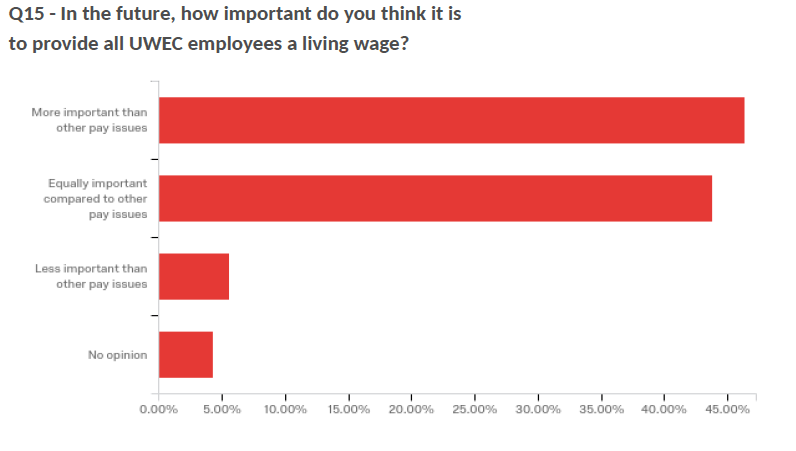 Q15 - In the future, how important do you think it is
to provide all UWEC employees a living wage?
More important than
other pay issues
Equally important
compared to other
pay issues
Less important than
other pay issues
No opinion
0.00% 5.00% 10.00% 15.00% 20.00% 25.00% 30.00% 35.00% 40.00% 45.00%